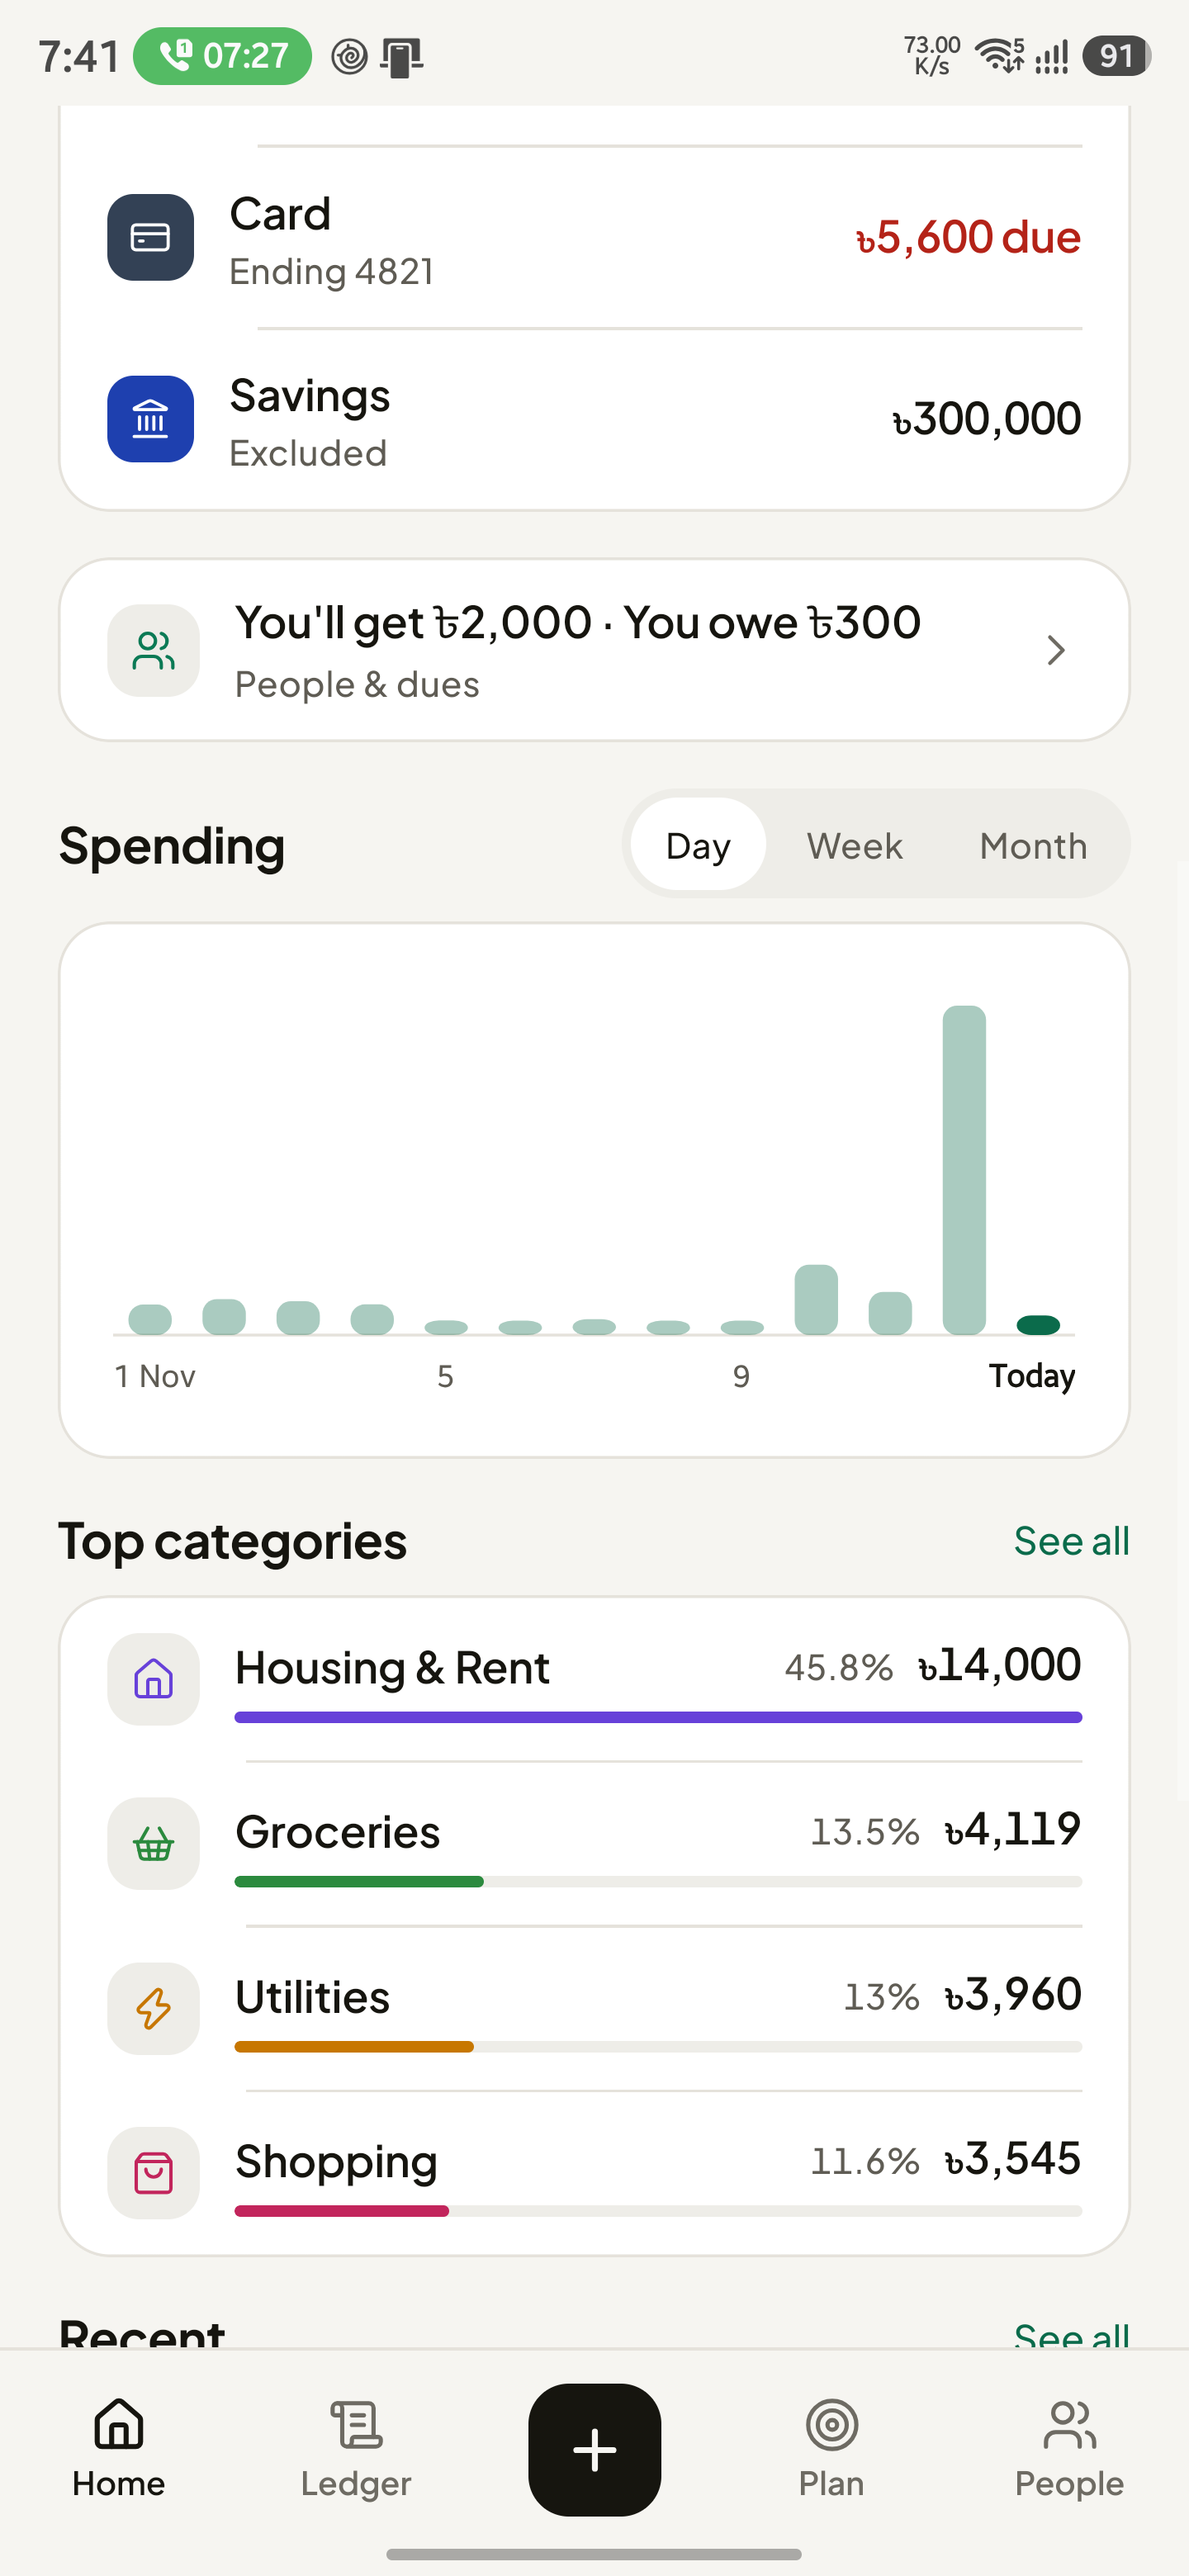 7:41
1
07:27
73.00
K/s
5
91
Card
৳5,600 due
Ending 4821
Savings
৳300,000
Excluded
You'll get ৳2,000 · You owe ৳300
People & dues
Spending
Day
Week
Month
1 Nov
5
9
Today
Top categories
See all
Housing & Rent
45.8%
৳14,000
Groceries
13.5%
৳4,119
Utilities
13%
৳3,960
Shopping
11.6%
৳3,545
Recent
See all
Home
Ledger
Plan
People